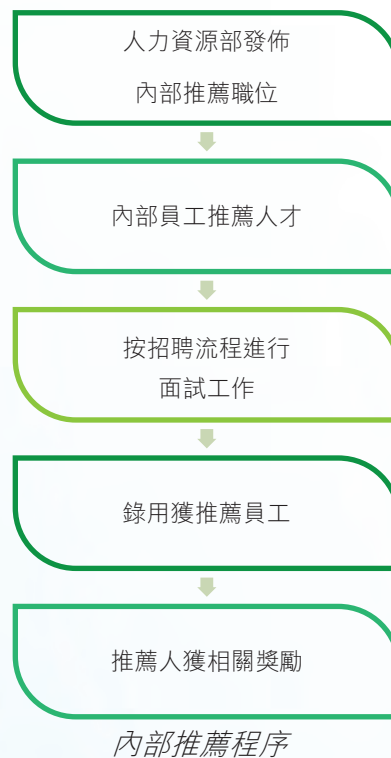 人力資源部發佈
內部推薦職位
內部員工推薦人才
按招聘流程進行
面試工作
錄用獲推薦員工
推薦人獲相關獎勵
內部推薦程序